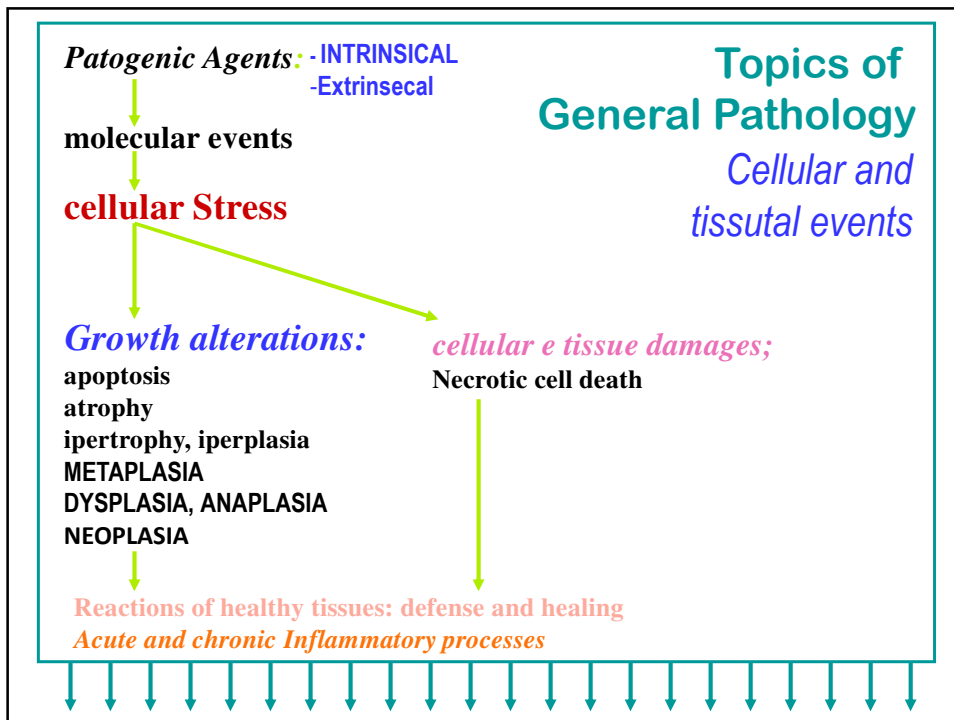 Patogenic Agents: - INTRINSICAL
-Extrinsecal
Topics of
General Pathology
Cellular and
tissutal events
molecular events
cellular Stress
Growth alterations:
apoptosis
atrophy
ipertrophy, iperplasia
METAPLASIA
DYSPLASIA, ANAPLASIA
NEOPLASIA
cellular e tissue damages;
Necrotic cell death
Reactions of healthy tissues: defense and healing
Acute and chronic Inflammatory processes